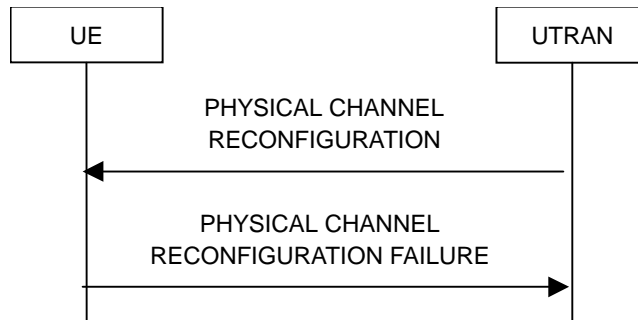 UE
UTRAN
PHYSICAL CHANNEL
RECONFIGURATION
PHYSICAL CHANNEL
RECONFIGURATION FAILURE